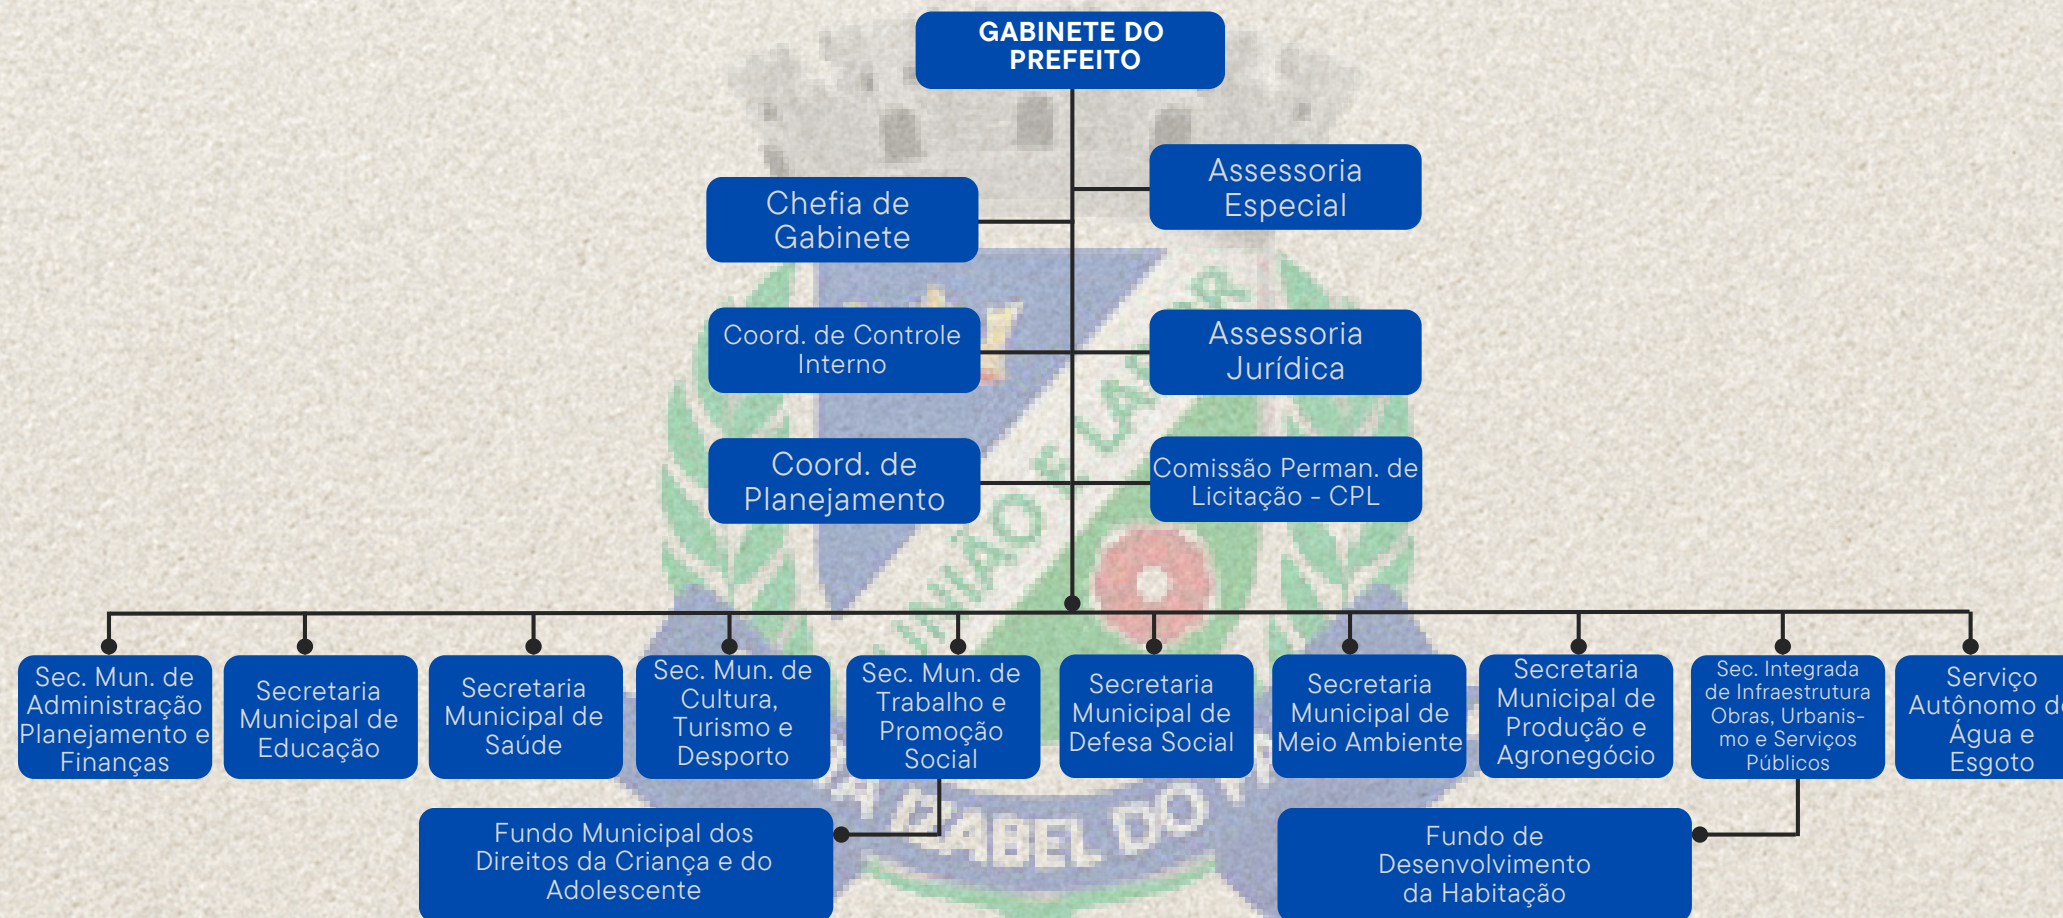 GABINETE DO
PREFEITO
Assessoria
Especial
Chefia de
Gabinete
Coord. de Controle
Interno
Assessoria
Jurídica
Coord. de
Planejamento
Comissão Perman. de
Licitação - CPL
UNIÃO E
Sec. Mun. de
Administração
Planejamento e
Finanças
Secretaria
Municipal de
Educação
Secretaria
Municipal de
Saúde
Sec. Mun. de
Cultura,
Turismo e
Desporto
Sec. Mun. de
Trabalho e
Promoção
Social
Secretaria
Municipal de
Defesa Social
Secretaria
Municipal de
Meio Ambiente
Secretaria
Municipal de
Produção e
Agronegócio
Sec. Integrada
de Infraestrutura
Obras, Urbanis-
mo e Serviços
Públicos
Serviço
Autônomo de
Água e
Esgoto
Fundo Municipal dos
Direitos da Criança e do
Adolescente
Fundo de
Desenvolvimento
da Habitação
IZABEL DO